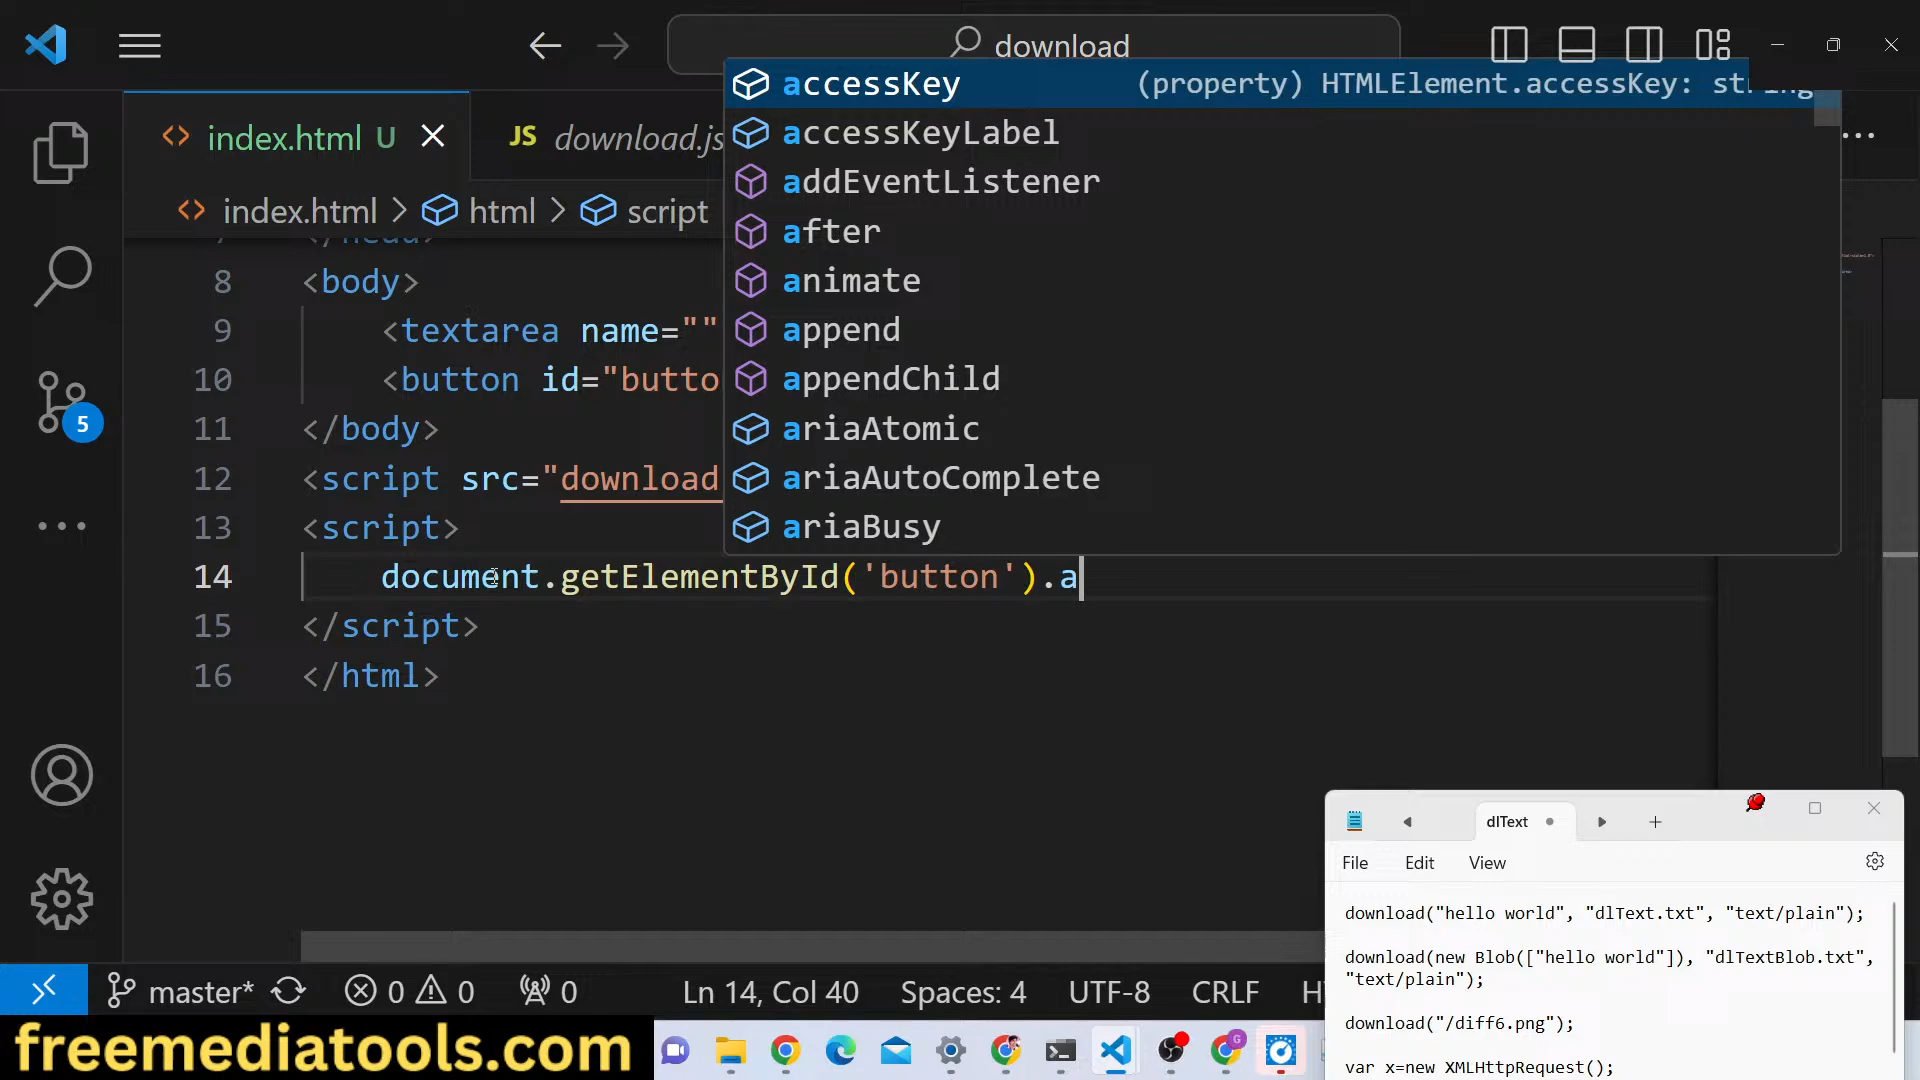 download
accessKey (property) HTMLElement.accessKey: string
index.html U
JS download.js
accessKeyLabel
addEventListener
index.html > html > script
after
animate
append
appendChild
ariaAtomic
ariaAutoComplete
ariaBusy
7 </head>
8 <body>
9 <textarea name=""
10 <button id="butto
11 </body>
12 <script src="download
13 <script>
14 document.getElementById('button').a
15 </script>
16 </html>
5
dlText
File Edit View
download("hello world", "dlText.txt", "text/plain");
download(new Blob(["hello world"]), "dlTextBlob.txt",
"text/plain");
download("/diff6.png");
var x=new XMLHttpRequest();
master* 0 0 0 Ln 14, Col 40 Spaces: 4 UTF-8 CRLF H
freemediatools.com
G